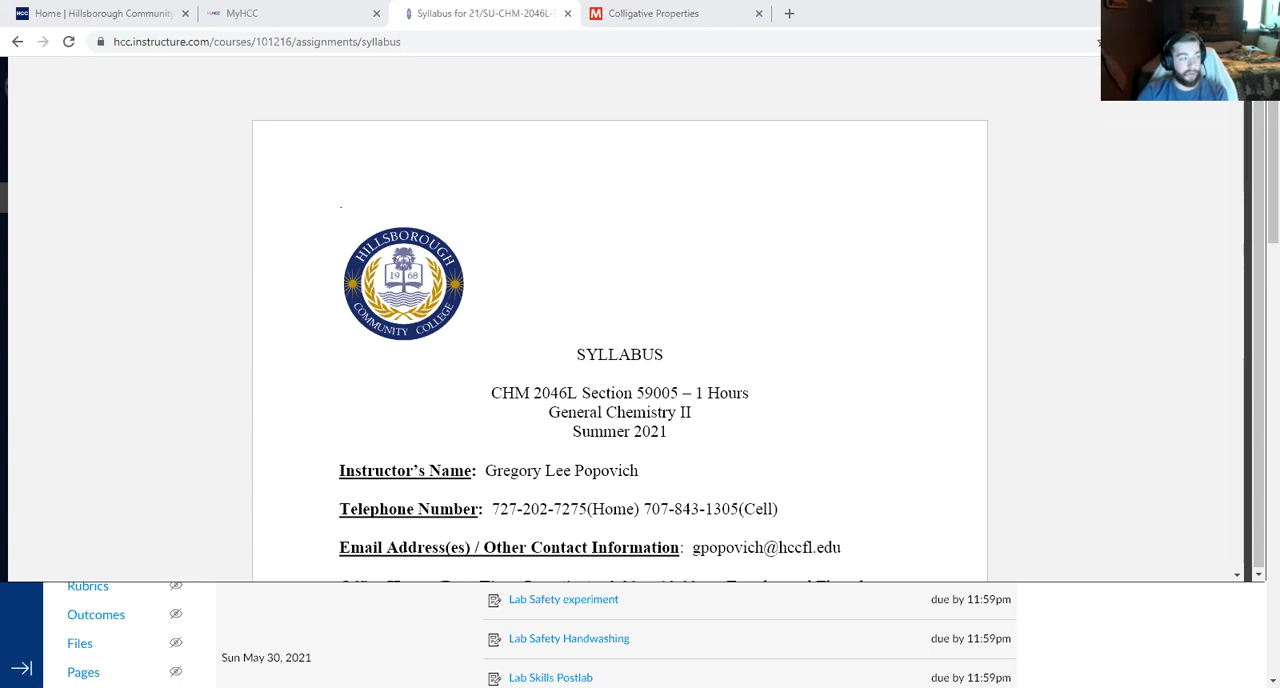 Home | Hillsborough Community
MyHCC
Syllabus for 21/SU-CHM-2046L-
Colligative Properties
hcc.instructure.com/courses/101216/assignments/syllabus
.
HILLSBOROUGH
19 68
COMMUNITY COLLEGE
SYLLABUS
CHM 2046L Section 59005 – 1 Hours
General Chemistry II
Summer 2021
Instructor's Name: Gregory Lee Popovich
Telephone Number: 727-202-7275(Home) 707-843-1305(Cell)
Email Address(es) / Other Contact Information: gpopovich@hccfl.edu
Rubrics
Lab Safety experiment due by 11:59pm
Outcomes
Lab Safety Handwashing due by 11:59pm
Files
Sun May 30, 2021
Pages
Lab Skills Postlab due by 11:59pm